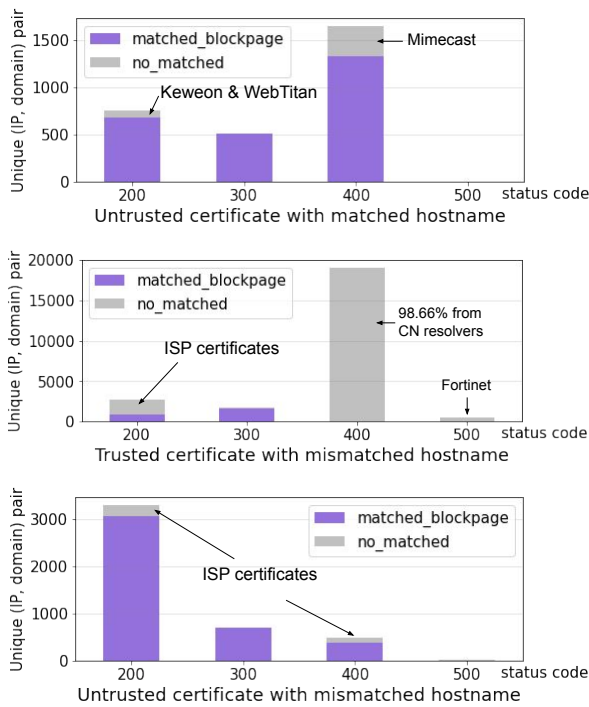 Unique (IP, domain) pair
1500
1000
500
0
matched_blockpage
no_matched
Mimecast
Keweon & WebTitan
200 300 400 500 status code
Untrusted certificate with matched hostname
Unique (IP, domain) pair
20000
15000
10000
5000
0
matched_blockpage
no_matched
98.66% from
CN resolvers
ISP certificates
Fortinet
200 300 400 500 status code
Trusted certificate with mismatched hostname
Unique (IP, domain) pair
3000
2000
1000
0
matched_blockpage
no_matched
ISP certificates
200 300 400 500 status code
Untrusted certificate with mismatched hostname